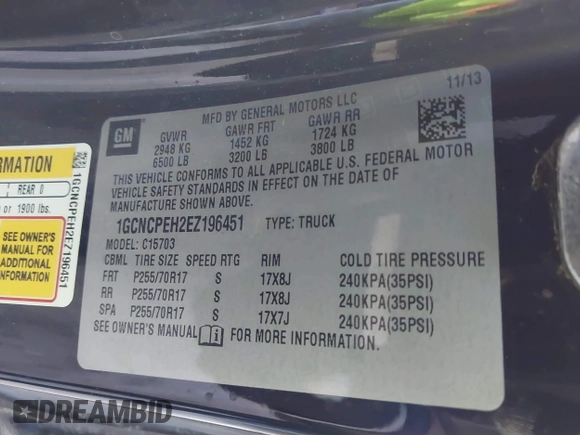 11/13
MFD BY GENERAL MOTORS LLC
GM
GVWR GAWR FRT GAWR RR
2948 KG 1452 KG 1724 KG
6500 LB 3200 LB 3800 LB
THIS VEHICLE CONFORMS TO ALL APPLICABLE U.S. FEDERAL MOTOR
VEHICLE SAFETY STANDARDS IN EFFECT ON THE DATE OF
MANUFACTURE SHOWN ABOVE.
1GCNCPEH2EZ196451 TYPE: TRUCK
MODEL: C15703
CBML TIRE SIZE SPEED RTG RIM COLD TIRE PRESSURE
FRT P255/70R17 S 17X8J 240KPA(35PSI)
RR P255/70R17 S 17X8J 240KPA(35PSI)
SPA P255/70R17 S 17X7J 240KPA(35PSI)
SEE OWNER'S MANUAL FOR MORE INFORMATION.
REAR 0
or 1900 lbs.
SEE OWNER'S
MANUAL FOR
ADDITIONAL
1GCNCPEH2EZ196451
DREAMBID